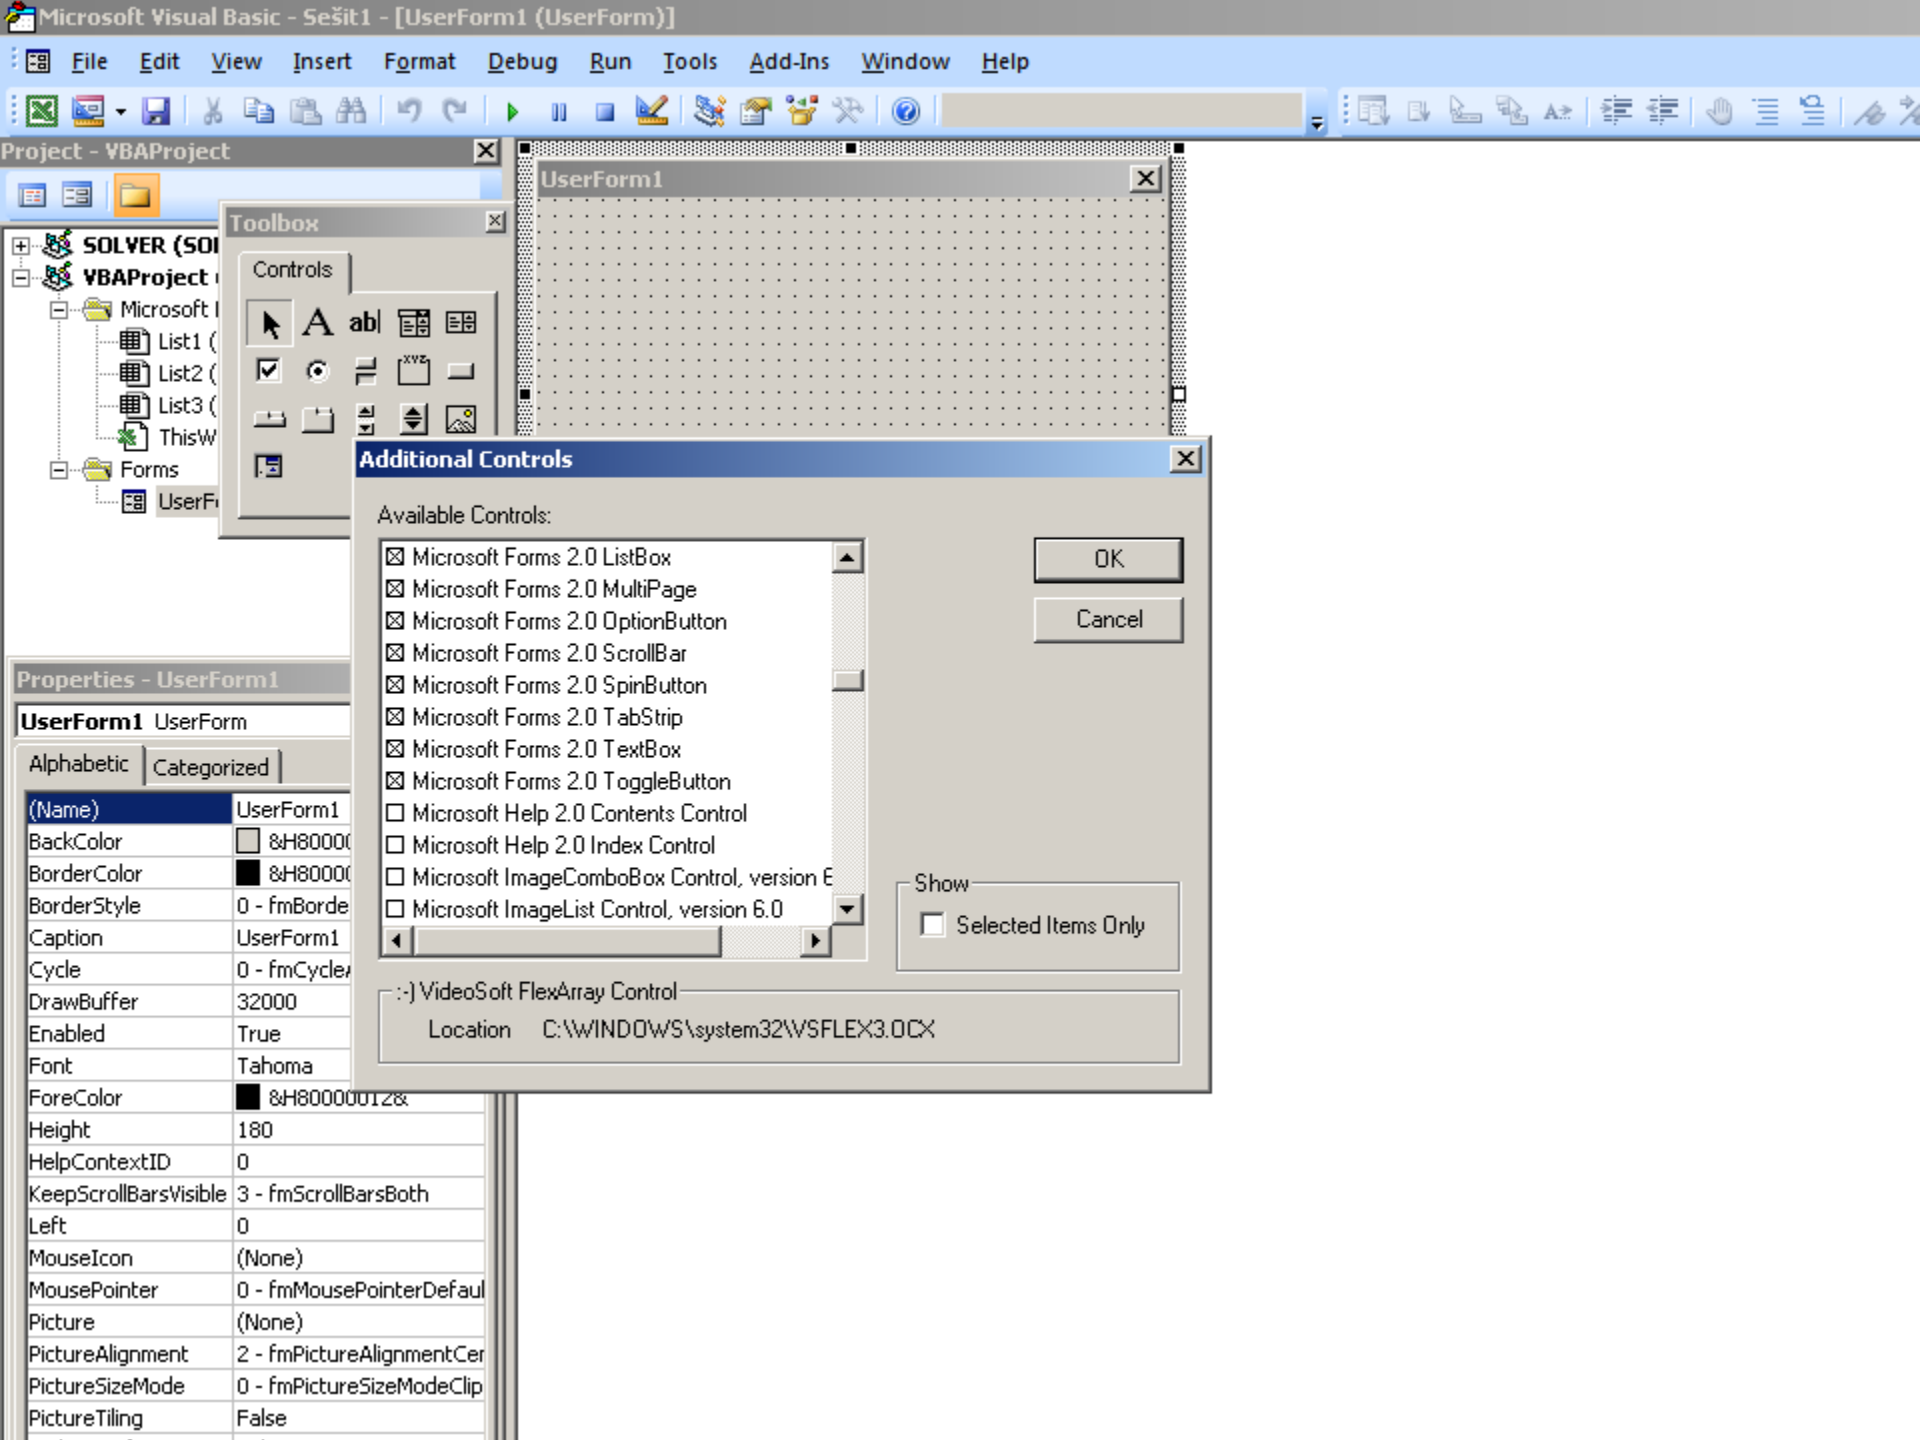 Microsoft Visual Basic - Sešit1 - [UserForm1 (UserForm)]
File Edit View Insert Format Debug Run Tools Add-Ins Window Help
Project - VBAProject
SOLVER (SOL
VBAProject (
Microsoft
List1 (
List2 (
List3 (
ThisW
Forms
UserF
Toolbox
Controls
A ab|
xyz
UserForm1
Additional Controls
Available Controls:
Microsoft Forms 2.0 ListBox
Microsoft Forms 2.0 MultiPage
Microsoft Forms 2.0 OptionButton
Microsoft Forms 2.0 ScrollBar
Microsoft Forms 2.0 SpinButton
Microsoft Forms 2.0 TabStrip
Microsoft Forms 2.0 TextBox
Microsoft Forms 2.0 ToggleButton
Microsoft Help 2.0 Contents Control
Microsoft Help 2.0 Index Control
Microsoft ImageComboBox Control, version 6
Microsoft ImageList Control, version 6.0
OK
Cancel
Show
Selected Items Only
:-) VideoSoft FlexArray Control
Location C:\WINDOWS\system32\VSFLEX3.OCX
Properties - UserForm1
UserForm1 UserForm
Alphabetic Categorized
(Name) UserForm1
BackColor &H80000
BorderColor &H80000
BorderStyle 0 - fmBorde
Caption UserForm1
Cycle 0 - fmCycle
DrawBuffer 32000
Enabled True
Font Tahoma
ForeColor &H80000012&
Height 180
HelpContextID 0
KeepScrollBarsVisible 3 - fmScrollBarsBoth
Left 0
MouseIcon (None)
MousePointer 0 - fmMousePointerDefaul
Picture (None)
PictureAlignment 2 - fmPictureAlignmentCer
PictureSizeMode 0 - fmPictureSizeModeClip
PictureTiling False